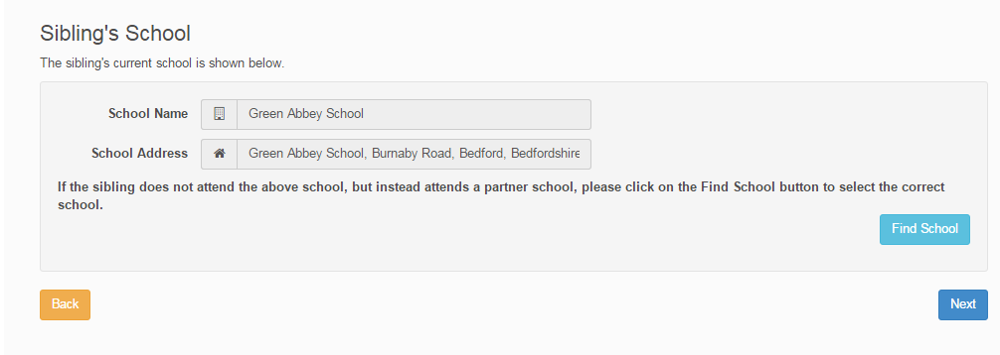 Sibling's School
The sibling's current school is shown below.
School Name Green Abbey School
School Address Green Abbey School, Burnaby Road, Bedford, Bedfordshire
If the sibling does not attend the above school, but instead attends a partner school, please click on the Find School button to select the correct
school.
Find School
Back Next